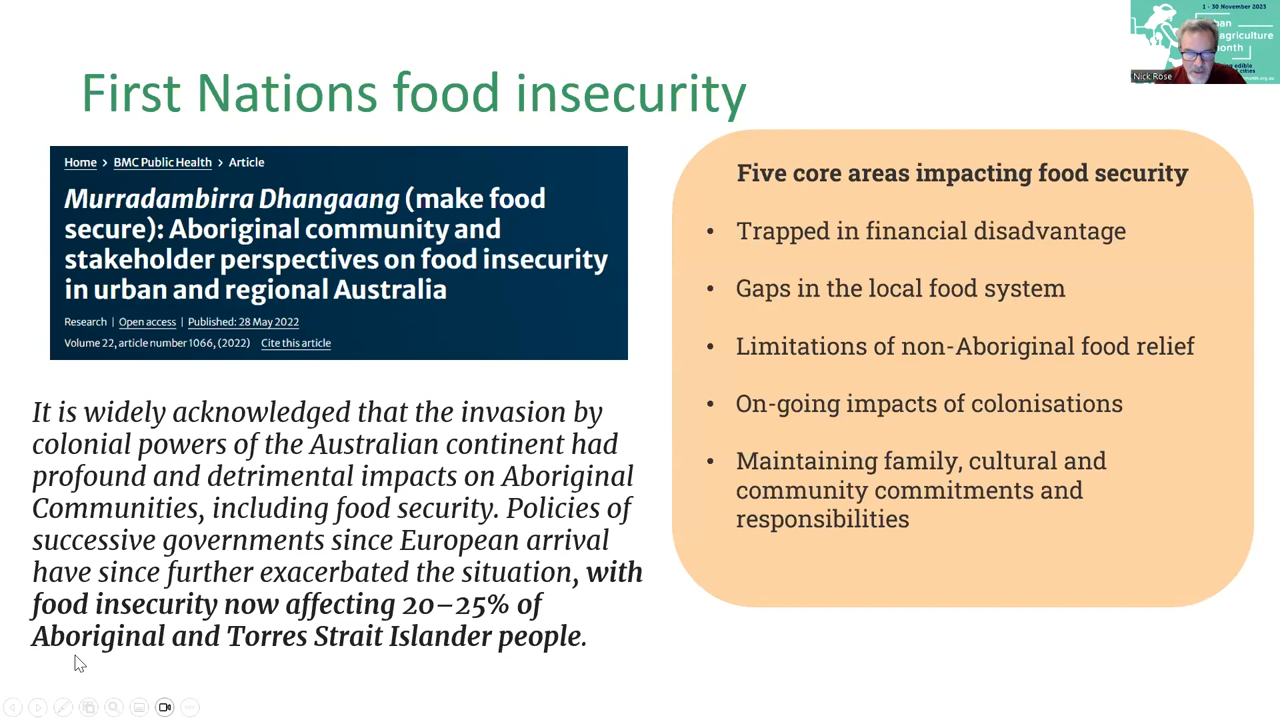 First Nations food insecurity
Home > BMC Public Health > Article
Murradambirra Dhangaang (make food
secure): Aboriginal community and
stakeholder perspectives on food insecurity
in urban and regional Australia
Research | Open access | Published: 28 May 2022
Volume 22, article number 1066, (2022) Cite this article
It is widely acknowledged that the invasion by
colonial powers of the Australian continent had
profound and detrimental impacts on Aboriginal
Communities, including food security. Policies of
successive governments since European arrival
have since further exacerbated the situation, with
food insecurity now affecting 20–25% of
Aboriginal and Torres Strait Islander people.
Five core areas impacting food security
• Trapped in financial disadvantage
• Gaps in the local food system
• Limitations of non-Aboriginal food relief
• On-going impacts of colonisations
• Maintaining family, cultural and
community commitments and
responsibilities
1 - 30 November 2023
agriculture
Nick Rose